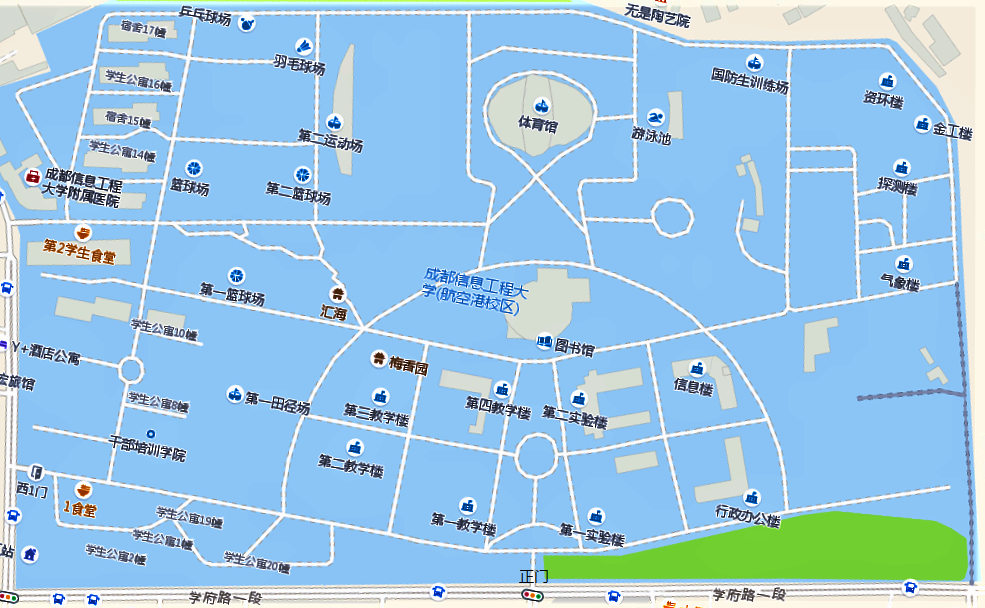 乒乓球场
无是陶艺院
宿舍17幢
羽毛球场
国防生训练场
学生公寓16幢
资环楼
宿舍15幢
体育馆
游泳池
金工楼
第二运动场
学生公寓14幢
成都信息工程
大学附属医院
篮球场
第二篮球场
探测楼
第2学生食堂
第一篮球场
成都信息工程大
学(航空港校区)
气象楼
汇海
学生公寓10幢
图书馆
Y+酒店公寓
梅香园
宏旅馆
信息楼
学生公寓8幢
第一田径场
第三教学楼
第四教学楼
第二实验楼
干部培训学院
第二教学楼
西1门
1食堂
学生公寓19幢
第一教学楼
第一实验楼
行政办公楼
学生公寓1幢
学生公寓2幢
学生公寓20幢
站
正门
学府路一段
学府路一段